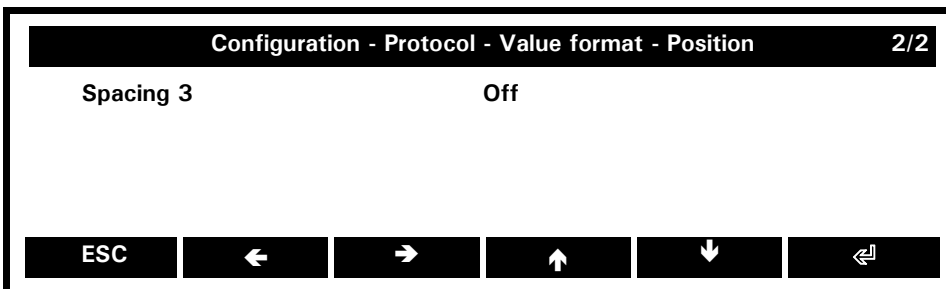 Configuration - Protocol - Value format - Position 2/2
Spacing 3 Off
ESC